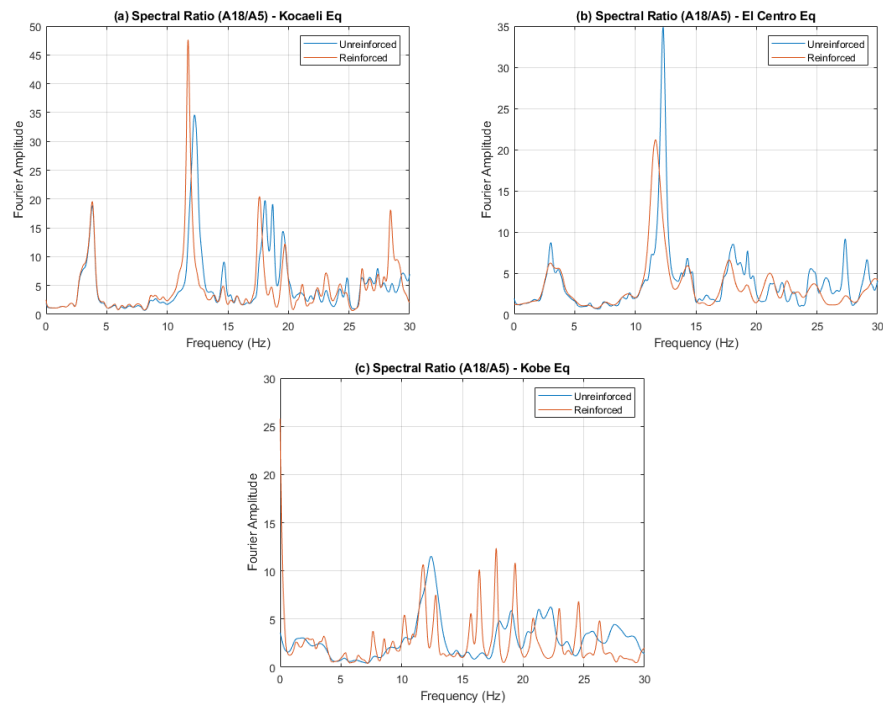 (a) Spectral Ratio (A18/A5) - Kocaeli Eq
Unreinforced
Reinforced
Fourier Amplitude
50
45
40
35
30
25
20
15
10
5
0
0 5 10 15 20 25 30
Frequency (Hz)
(b) Spectral Ratio (A18/A5) - El Centro Eq
Unreinforced
Reinforced
Fourier Amplitude
35
30
25
20
15
10
5
0
0 5 10 15 20 25 30
Frequency (Hz)
(c) Spectral Ratio (A18/A5) - Kobe Eq
Unreinforced
Reinforced
Fourier Amplitude
30
25
20
15
10
5
0
0 5 10 15 20 25 30
Frequency (Hz)